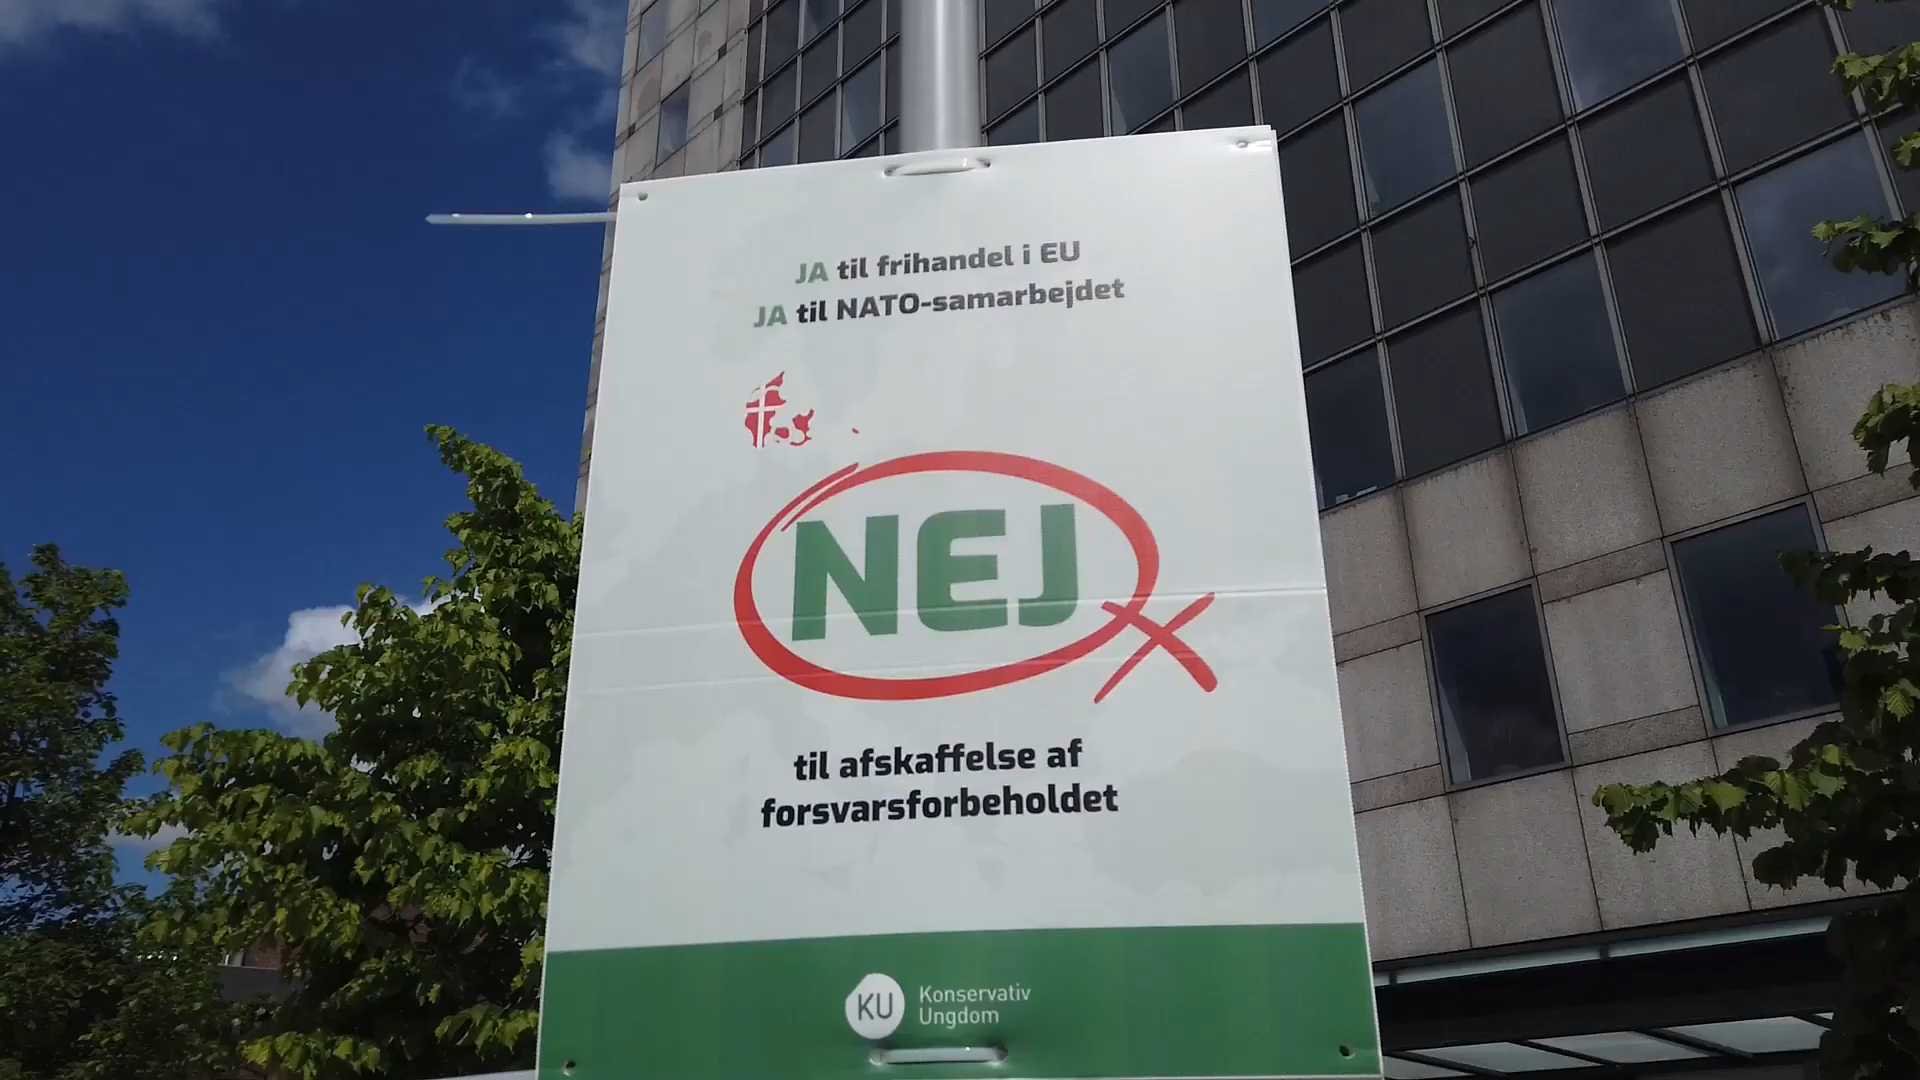 JA til frihandel i EU
JA til NATO-samarbejdet
NEJ
til afskaffelse af
forsvarsforbeholdet
KU
Konservativ
Ungdom